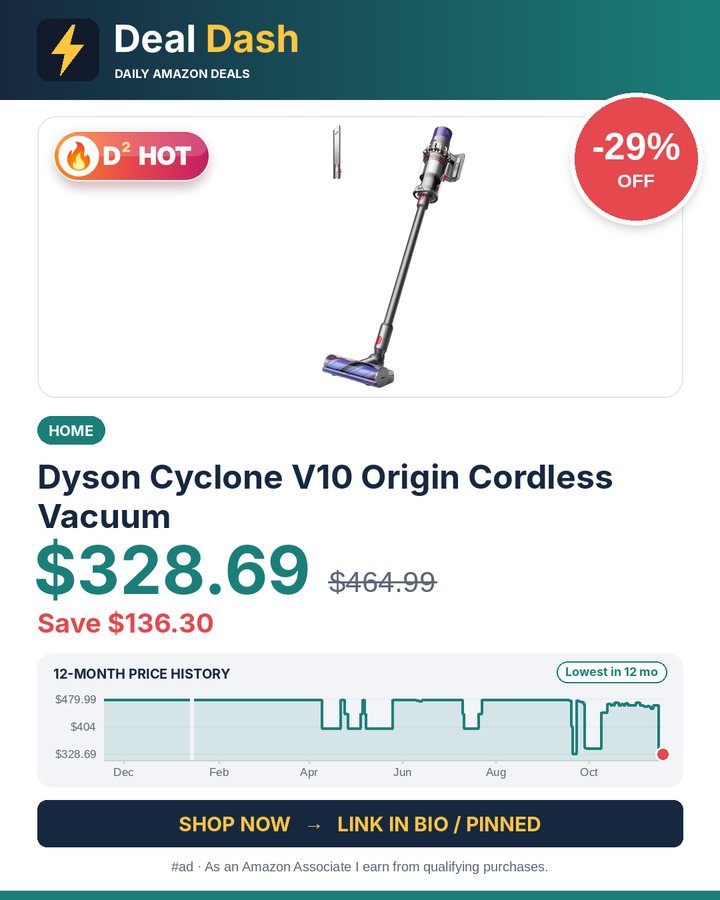 Deal Dash
DAILY AMAZON DEALS
-29%
OFF
D² HOT
HOME
Dyson Cyclone V10 Origin Cordless
Vacuum
$328.69 $464.99
Save $136.30
12-MONTH PRICE HISTORY
Lowest in 12 mo
$479.99
$404
$328.69
Dec Feb Apr Jun Aug Oct
SHOP NOW → LINK IN BIO / PINNED
#ad · As an Amazon Associate I earn from qualifying purchases.